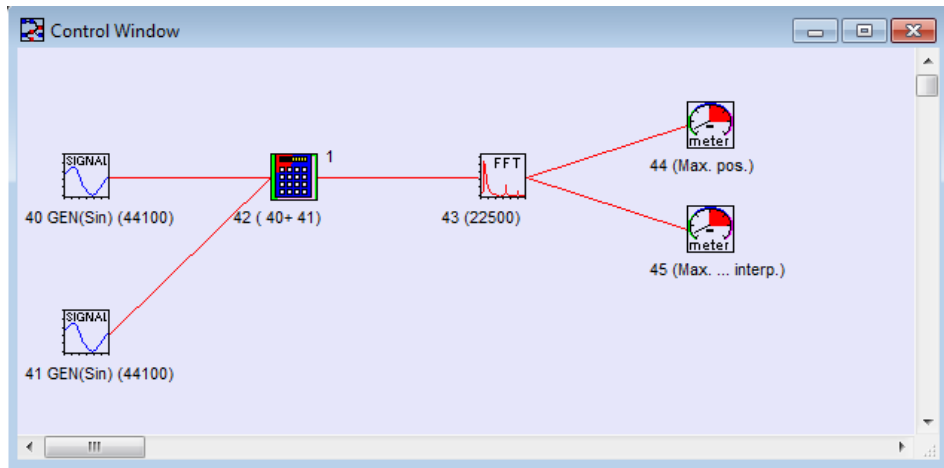 Control Window
SIGNAL
40 GEN(Sin) (44100)
1
42 ( 40+ 41)
FFT
43 (22500)
meter
44 (Max. pos.)
meter
45 (Max. ... interp.)
SIGNAL
41 GEN(Sin) (44100)